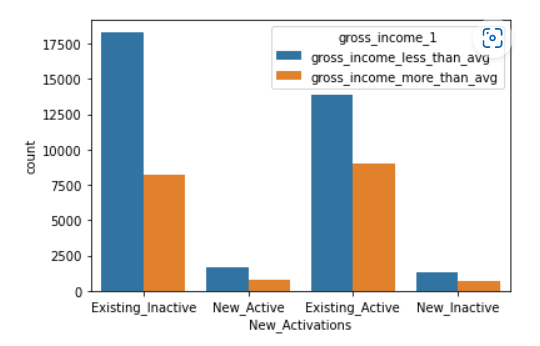 gross_income_1
gross_income_less_than_avg
gross_income_more_than_avg
17500
15000
12500
10000
7500
5000
2500
0
count
Existing_Inactive New_Active Existing_Active New_Inactive
New_Activations